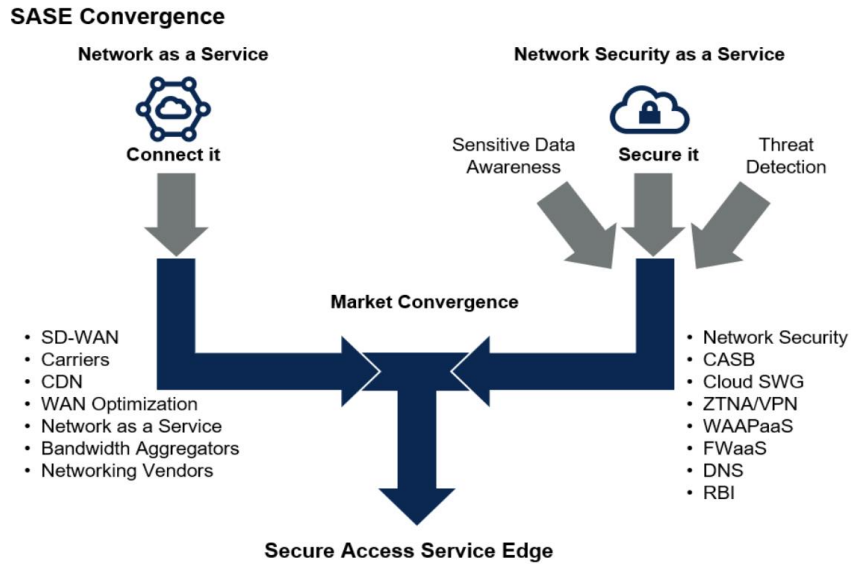 SASE Convergence
Network as a Service
Connect it
Network Security as a Service
Sensitive Data
Awareness
Secure it
Threat
Detection
Market Convergence
• SD-WAN
• Carriers
• CDN
• WAN Optimization
• Network as a Service
• Bandwidth Aggregators
• Networking Vendors
• Network Security
• CASB
• Cloud SWG
• ZTNA/VPN
• WAAPaaS
• FWaaS
• DNS
• RBI
Secure Access Service Edge